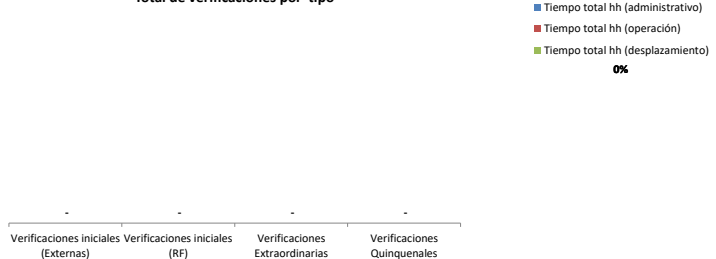 Total de verificaciones por tipo
Tiempo total hh (administrativo)
Tiempo total hh (operación)
Tiempo total hh (desplazamiento)
0%
- - - -
Verificaciones iniciales (Externas)
Verificaciones iniciales (RF)
Verificaciones Extraordinarias
Verificaciones Quinquenales